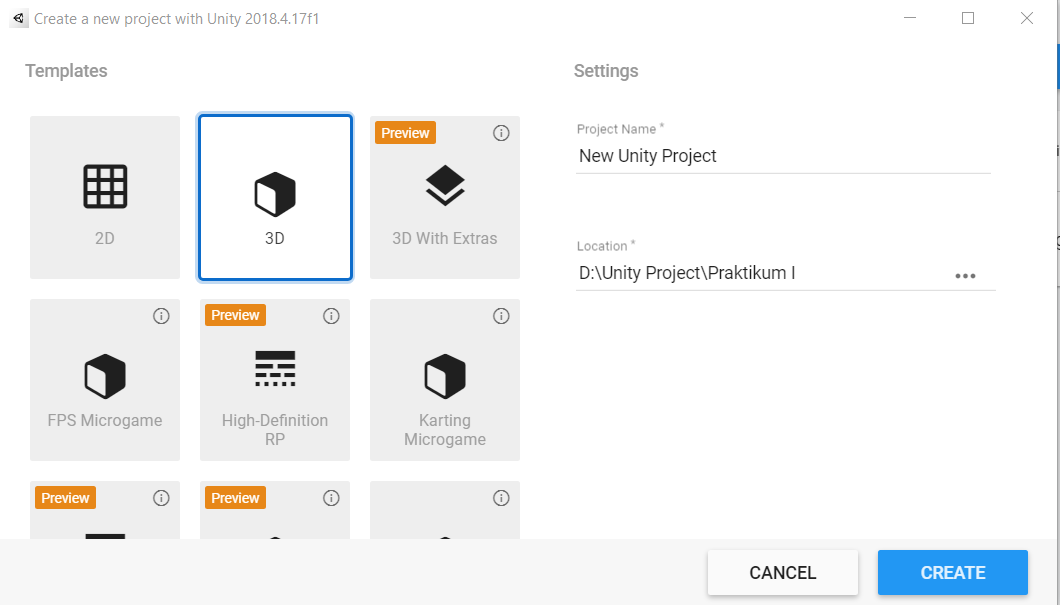 Create a new project with Unity 2018.4.17f1
Templates
Settings
2D
3D
Preview
3D With Extras
Project Name *
New Unity Project
Location *
D:\Unity Project\Praktikum I
FPS Microgame
Preview
High-Definition
RP
Karting
Microgame
Preview
Preview
CANCEL
CREATE